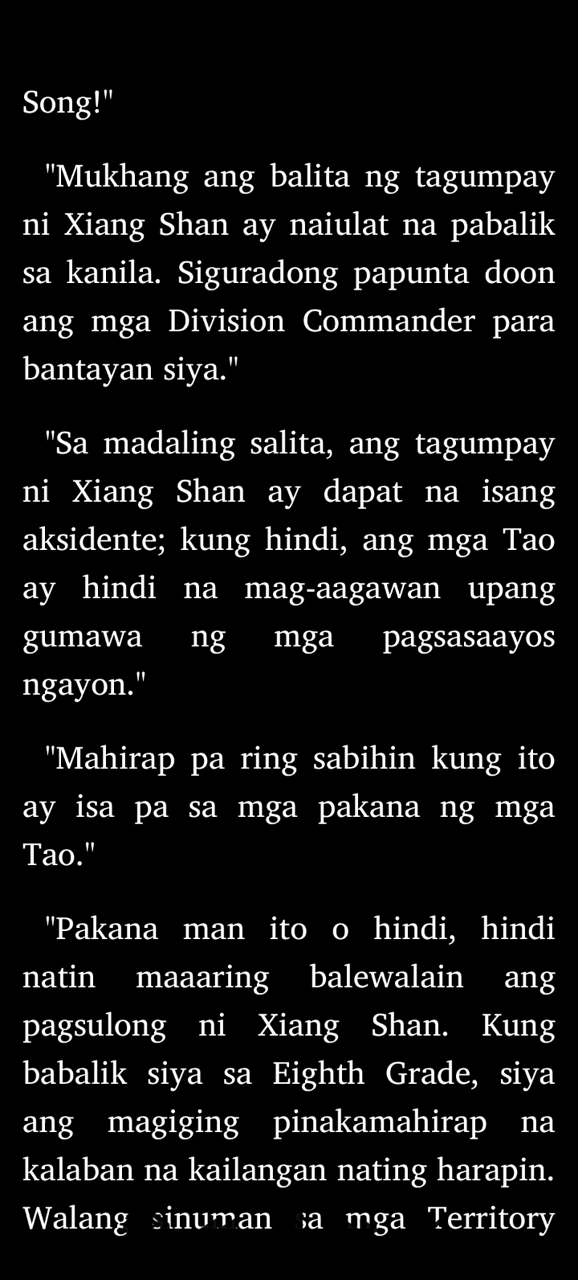 Song!"
"Mukhang ang balita ng tagumpay
ni Xiang Shan ay naiulat na pabalik
sa kanila. Siguradong papunta doon
ang mga Division Commander para
bantayan siya."
"Sa madaling salita, ang tagumpay
ni Xiang Shan ay dapat na isang
aksidente; kung hindi, ang mga Tao
ay hindi na mag-aagawan upang
gumawa ng mga pagsasaayos
ngayon."
"Mahirap pa ring sabihin kung ito
ay isa pa sa mga pakana ng mga
Tao."
"Pakana man ito o hindi, hindi
natin maaaring balewalain ang
pagsulong ni Xiang Shan. Kung
babalik siya sa Eighth Grade, siya
ang magiging pinakamahirap na
kalaban na kailangan nating harapin.
Walang sinuman sa mga Territory